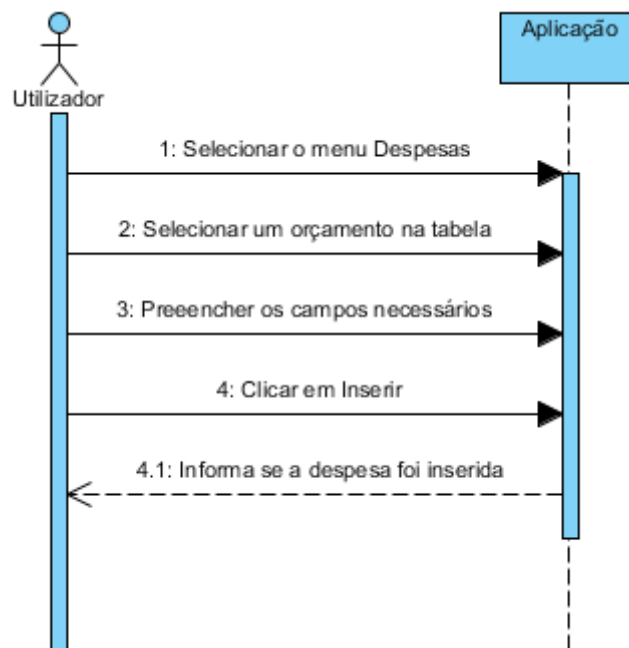 Aplicação
Utilizador
1: Selecionar o menu Despesas
2: Selecionar um orçamento na tabela
3: Preeencher os campos necessários
4: Clicar em Inserir
4.1: Informa se a despesa foi inserida